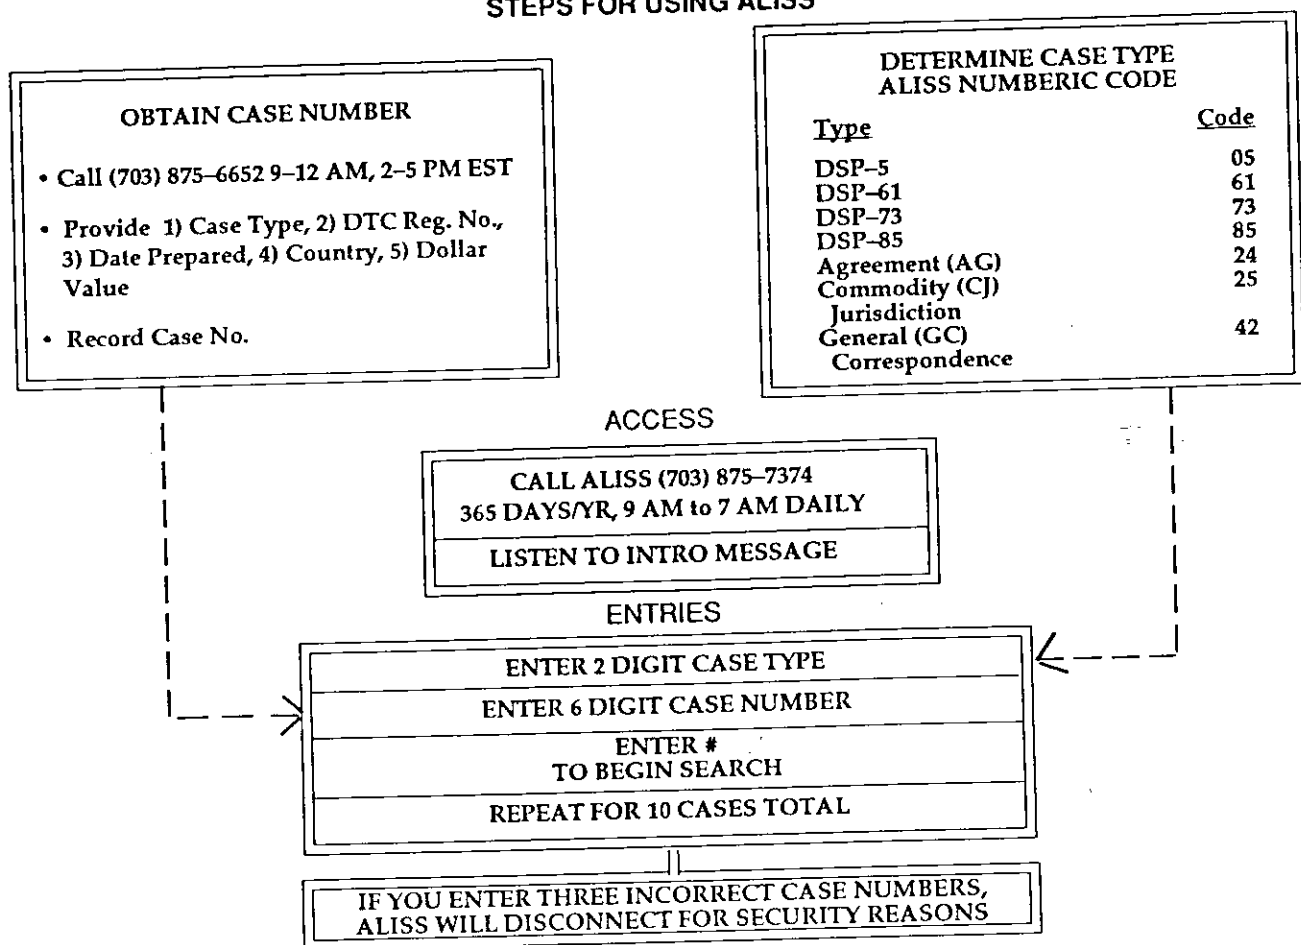 STEPS FOR USING ALISS
OBTAIN CASE NUMBER
• Call (703) 875–6652 9–12 AM, 2–5 PM EST
• Provide 1) Case Type, 2) DTC Reg. No.,
3) Date Prepared, 4) Country, 5) Dollar
Value
• Record Case No.
DETERMINE CASE TYPE
ALISS NUMBERIC CODE
Type Code
DSP–5 05
DSP–61 61
DSP–73 73
DSP–85 85
Agreement (AG) 24
Commodity (CJ) 25
Jurisdiction
General (GC) 42
Correspondence
ACCESS
CALL ALISS (703) 875–7374
365 DAYS/YR, 9 AM to 7 AM DAILY
LISTEN TO INTRO MESSAGE
ENTRIES
ENTER 2 DIGIT CASE TYPE
ENTER 6 DIGIT CASE NUMBER
ENTER #
TO BEGIN SEARCH
REPEAT FOR 10 CASES TOTAL
IF YOU ENTER THREE INCORRECT CASE NUMBERS,
ALISS WILL DISCONNECT FOR SECURITY REASONS